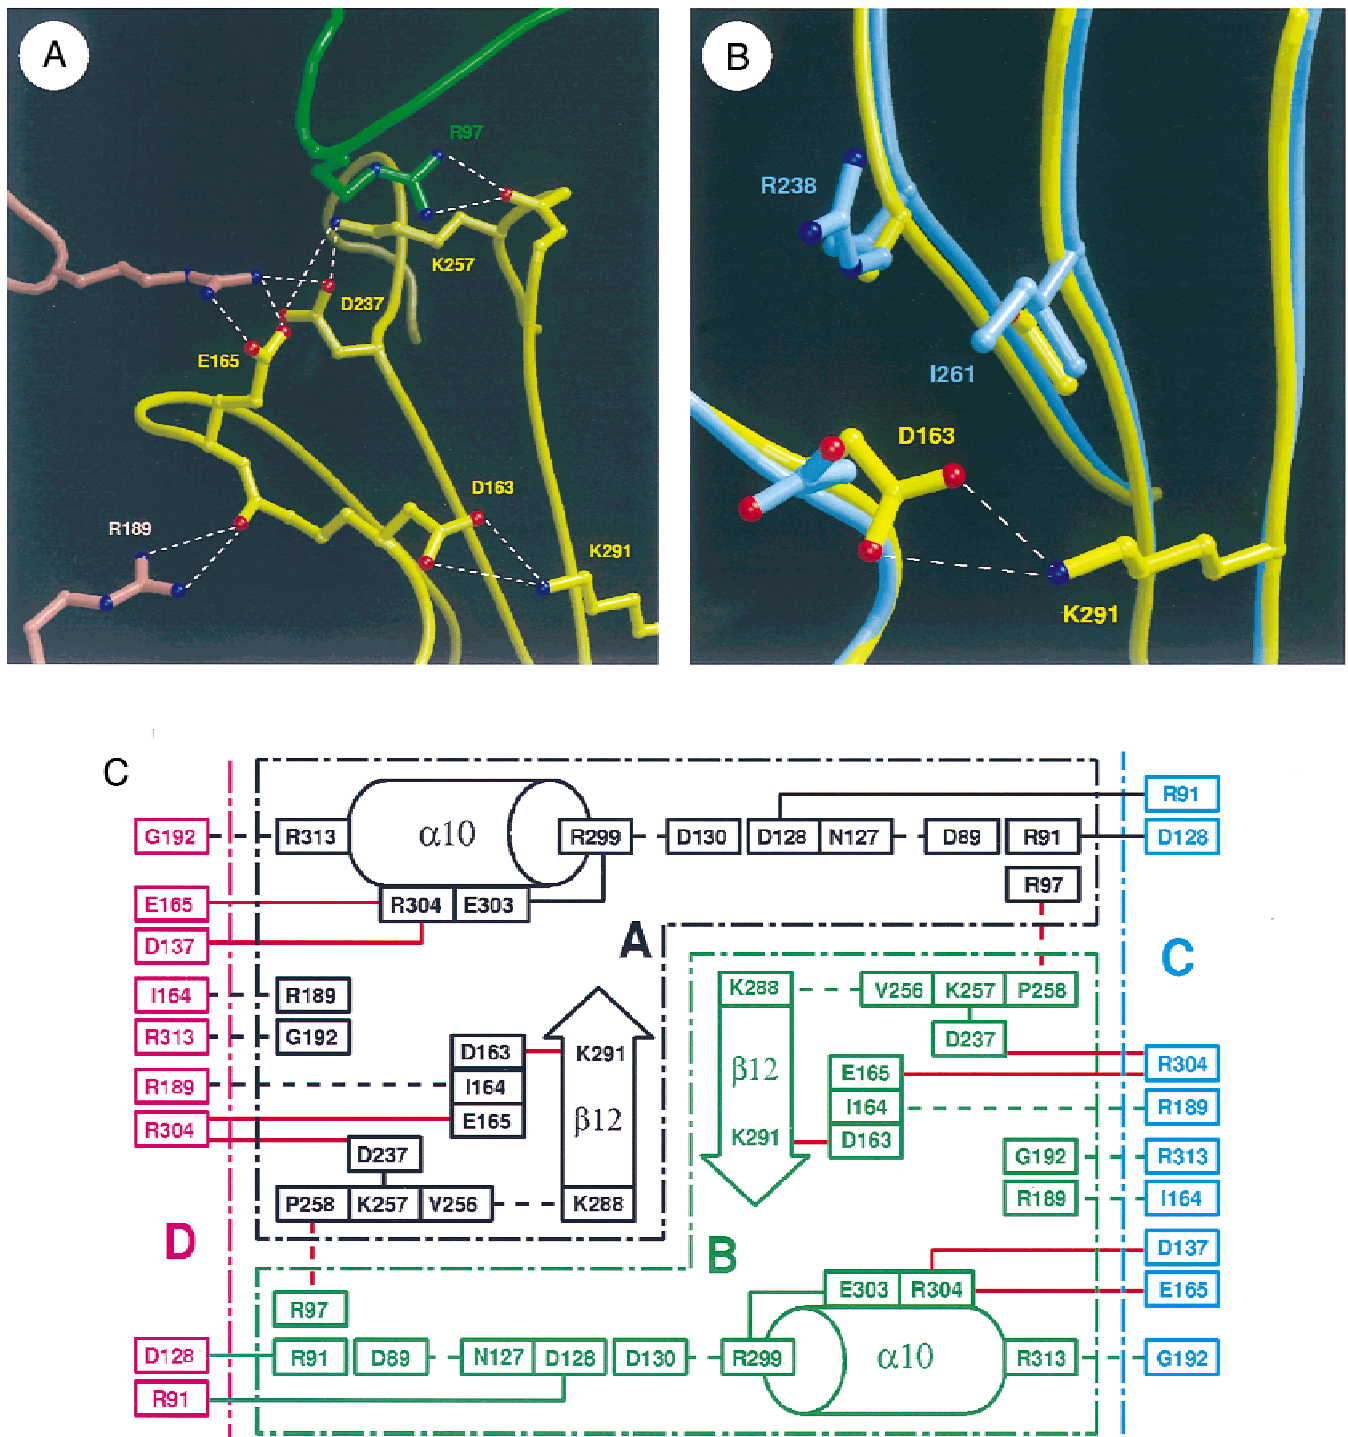 A
R97
K257
D237
E165
D163
R189
K291
B
R238
I261
D163
K291
C
R91
G192 R313 α10 R299 D130 D128 N127 D89 R91 D128
R97
E165 R304 E303
D137
A
C
I164 R189 K288 V256 K257 P258
R313 G192 D237
D163 K291 β12 E165 R304
R189 I164 I164 R189
R304 E165 β12 K291 D163
D237 G192 R313
P258 K257 V256 K288 R189 I164
D B D137
E303 R304 E165
R97
D128 R91 D89 N127 D128 D130 R299 α10 R313 G192
R91